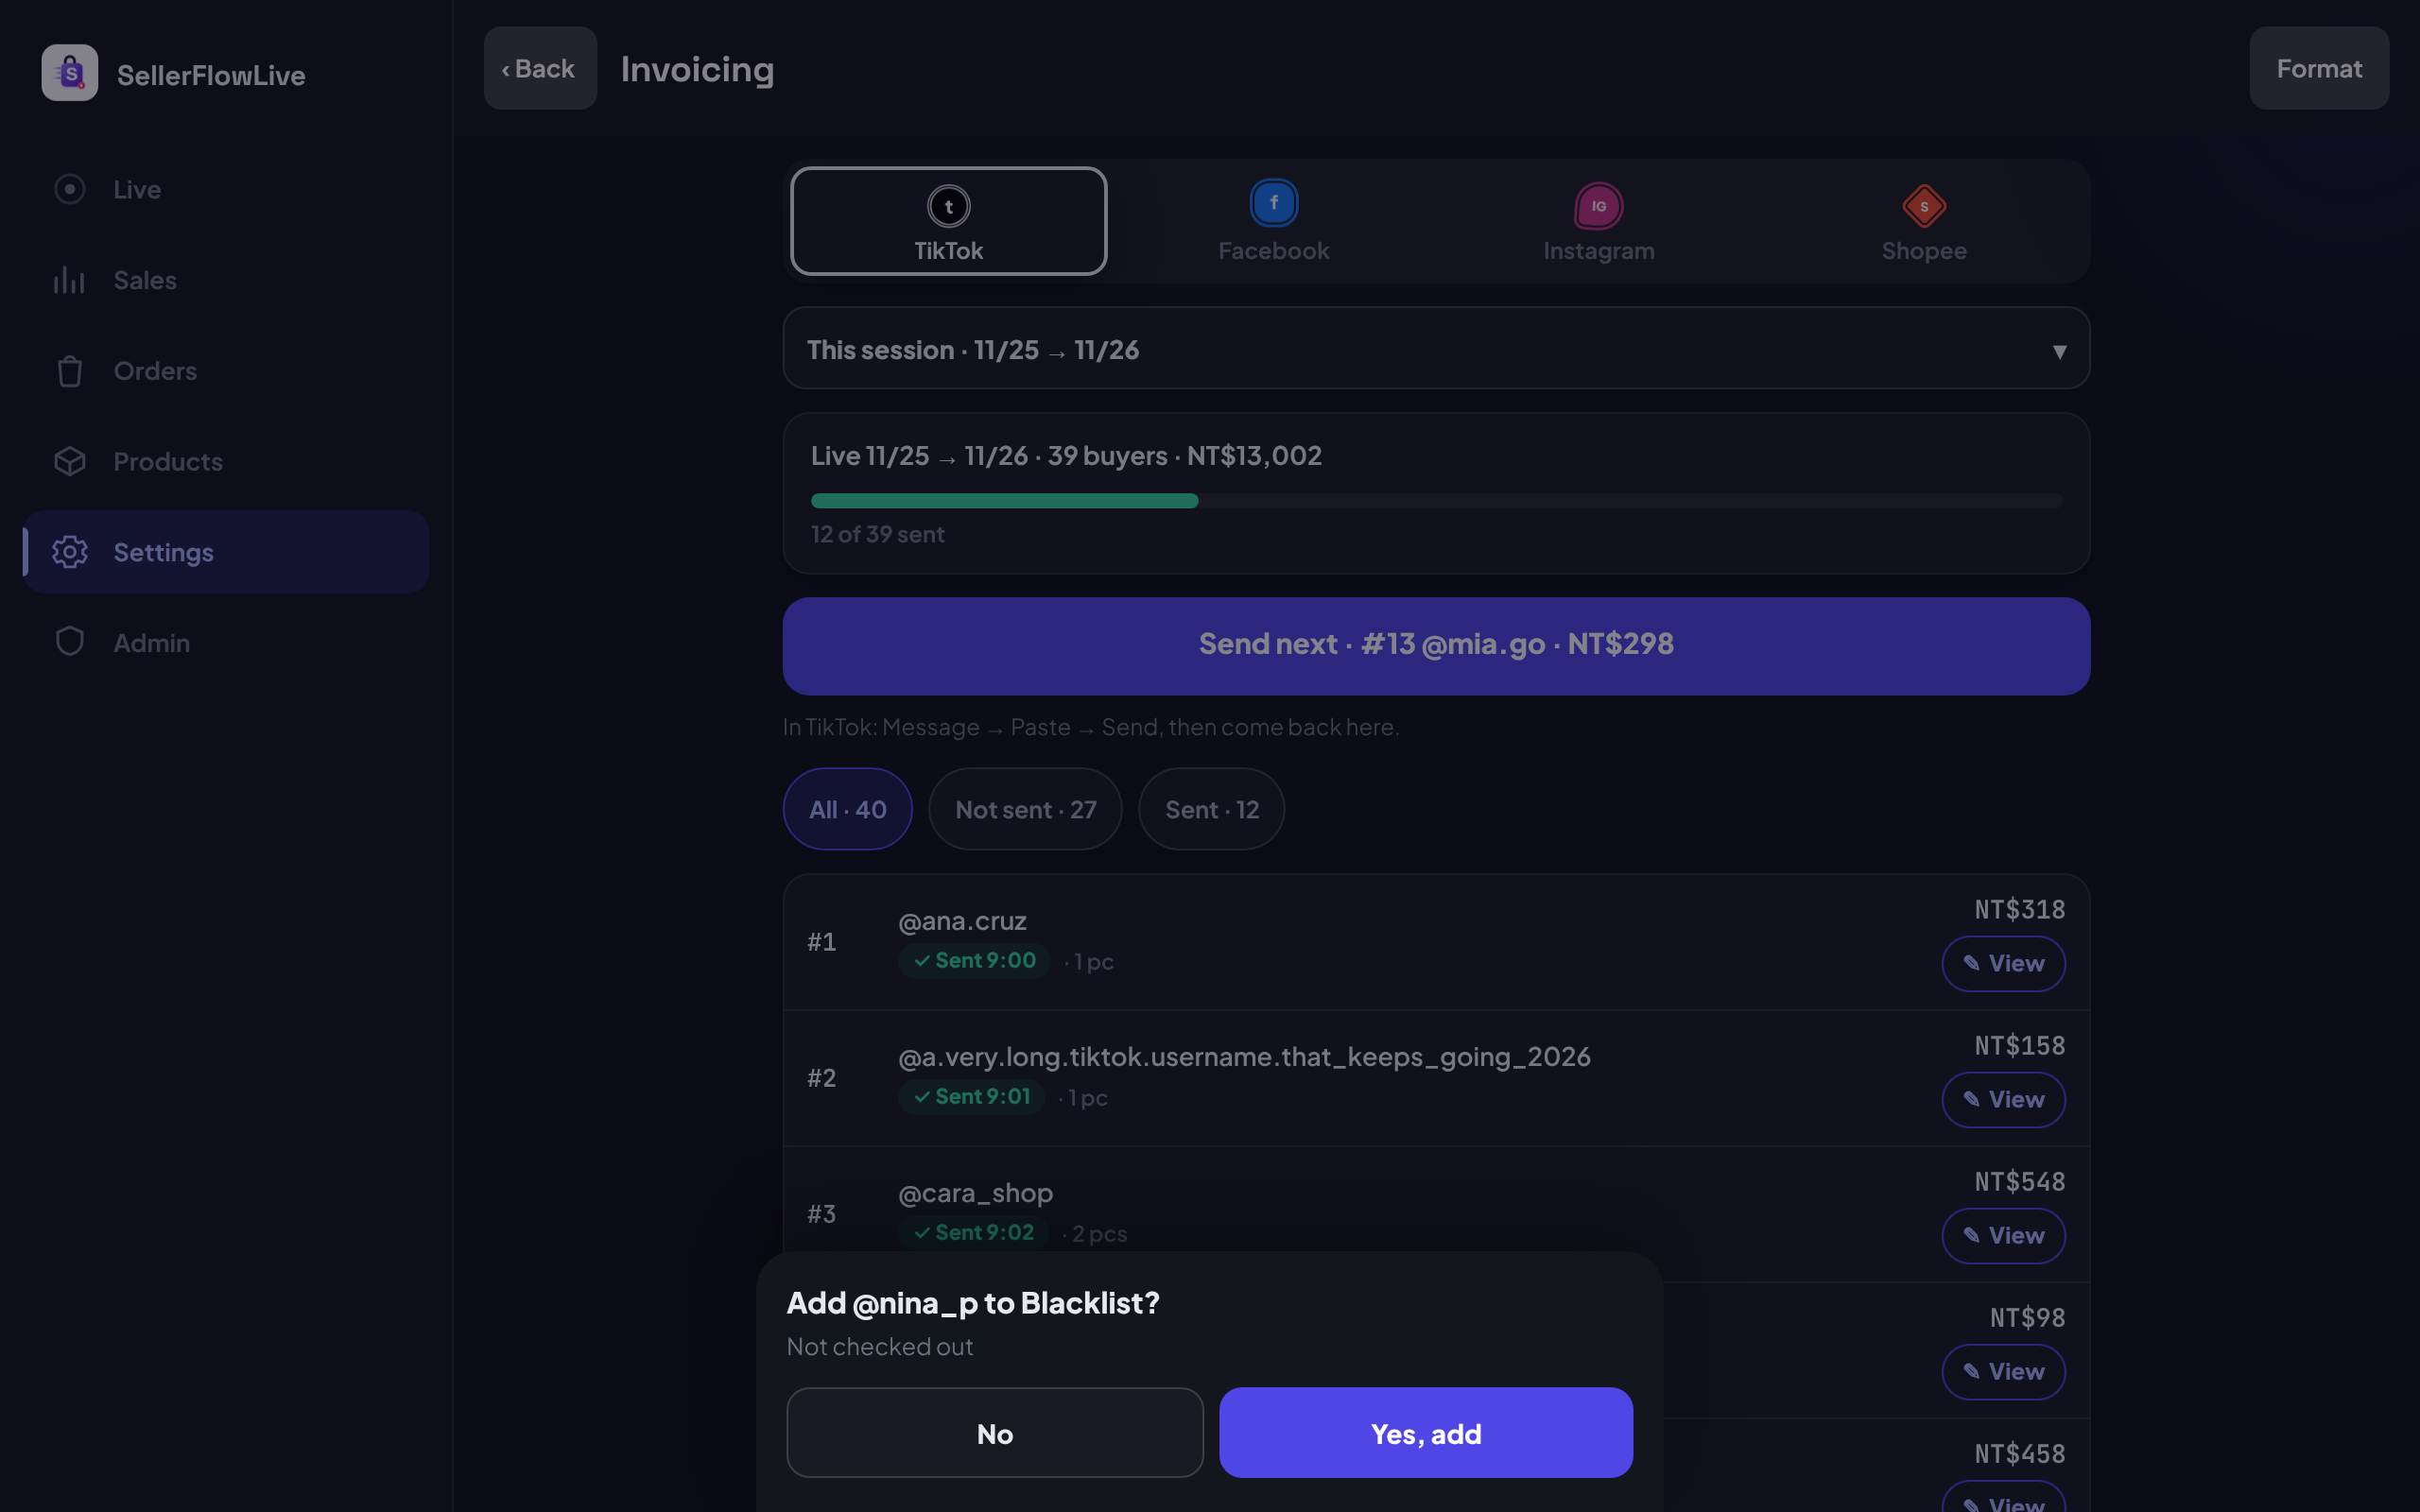 SellerFlowLive
Live
Sales
Orders
Products
Settings
Admin
‹ Back
Invoicing
Format
t
TikTok
f
Facebook
IG
Instagram
S
Shopee
This session · 11/25 → 11/26
▼
Live 11/25 → 11/26 · 39 buyers · NT$13,002
12 of 39 sent
Send next · #13 @mia.go · NT$298
In TikTok: Message → Paste → Send, then come back here.
All · 40
Not sent · 27
Sent · 12
#1
@ana.cruz
✓ Sent 9:00 · 1 pc
NT$318
✎ View
#2
@a.very.long.tiktok.username.that_keeps_going_2026
✓ Sent 9:01 · 1 pc
NT$158
✎ View
#3
@cara_shop
✓ Sent 9:02 · 2 pcs
NT$548
✎ View
NT$98
✎ View
NT$458
✎ View
Add @nina_p to Blacklist?
Not checked out
No
Yes, add